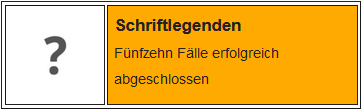 ?
Schriftlegenden
Fünfzehn Fälle erfolgreich
abgeschlossen